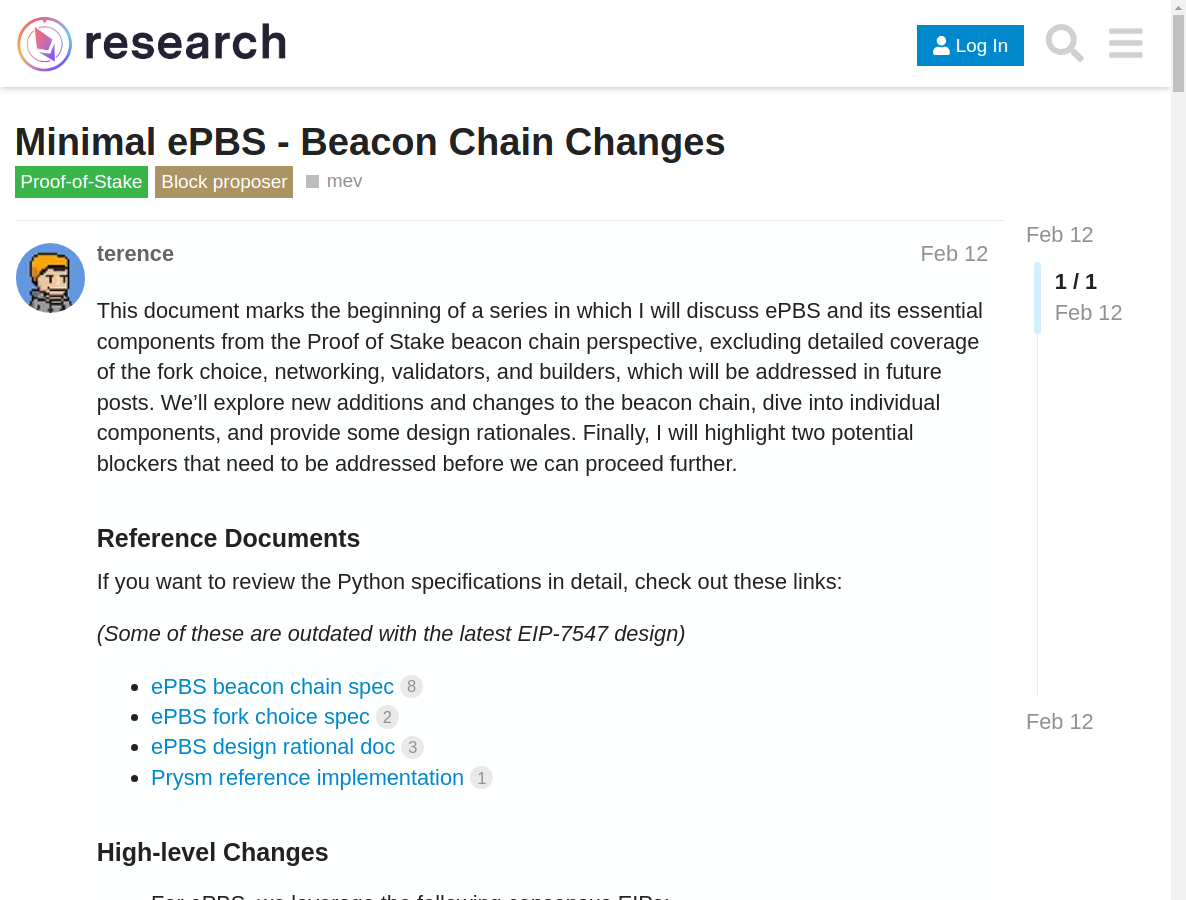 research
Log In
Minimal ePBS - Beacon Chain Changes
Proof-of-Stake Block proposer mev
terence Feb 12
This document marks the beginning of a series in which I will discuss ePBS and its essential
components from the Proof of Stake beacon chain perspective, excluding detailed coverage
of the fork choice, networking, validators, and builders, which will be addressed in future
posts. We’ll explore new additions and changes to the beacon chain, dive into individual
components, and provide some design rationales. Finally, I will highlight two potential
blockers that need to be addressed before we can proceed further.
Reference Documents
If you want to review the Python specifications in detail, check out these links:
(Some of these are outdated with the latest EIP-7547 design)
ePBS beacon chain spec 8
ePBS fork choice spec 2
ePBS design rational doc 3
Prysm reference implementation 1
High-level Changes
For ePBS, we leverage the following consensus EIPs:
Feb 12
1 / 1
Feb 12
Feb 12